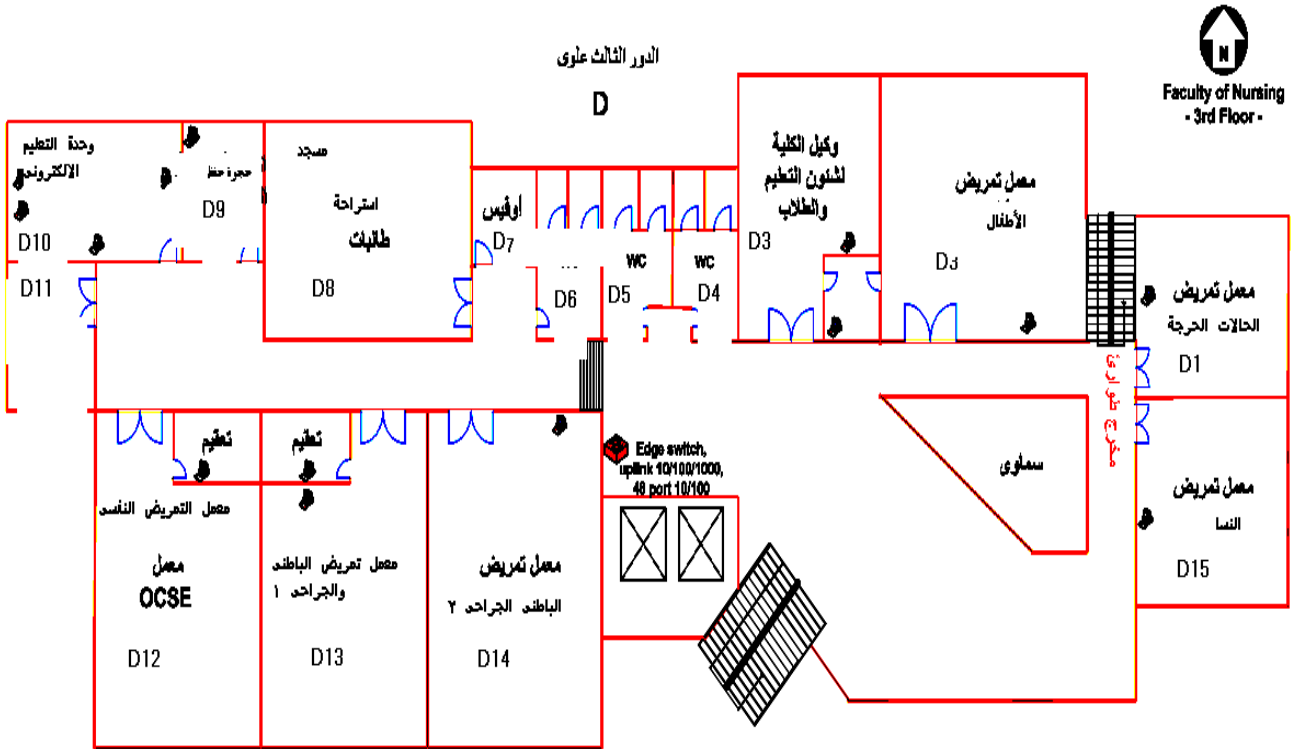 الدور الثالث علوى
D
N
Faculty of Nursing
- 3rd Floor -
وحدة التعليم
الالكترونى
D10
D11
حجرة حفظ
D9
مسجد
استراحة
طالبات
D8
أوفيس
D7
D6
WC
D5
WC
D4
وكيل الكلية
لشئون التعليم
والطلاب
D3
معمل تمريض
الأطفال
معمل تمريض
الحالات الحرجة
D1
مخرج طوارئ
معمل تمريض
النسا
D15
سماوى
Edge switch,
uplink 10/100/1000,
48 port 10/100
تعقيم
معمل التمريض النفسى
معمل
OCSE
D12
تعقيم
معمل تمريض الباطنى
والجراحى ١
D13
معمل تمريض
الباطنى الجراحى ٢
D14